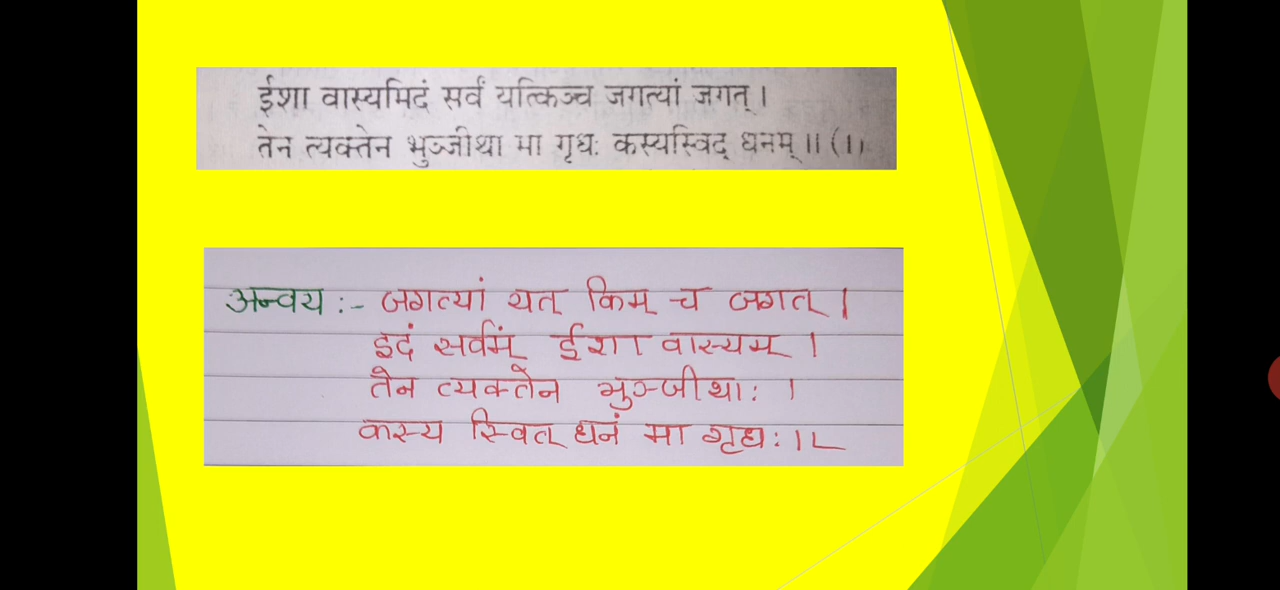 ईशा वास्यमिदं सर्वं यत्किञ्च जगत्यां जगत् ।
तेन त्यक्तेन भुञ्जीथा मा गृधः कस्यस्विद् धनम् ॥ (1)
अन्वय :- जगत्यां यत् किम् च जगत् ।
इदं सर्वमं् ईशा वास्यम् ।
तेन त्यक्तेन भुञ्जीथाः ।
कस्य स्वित् धनं मा गृधः ।।